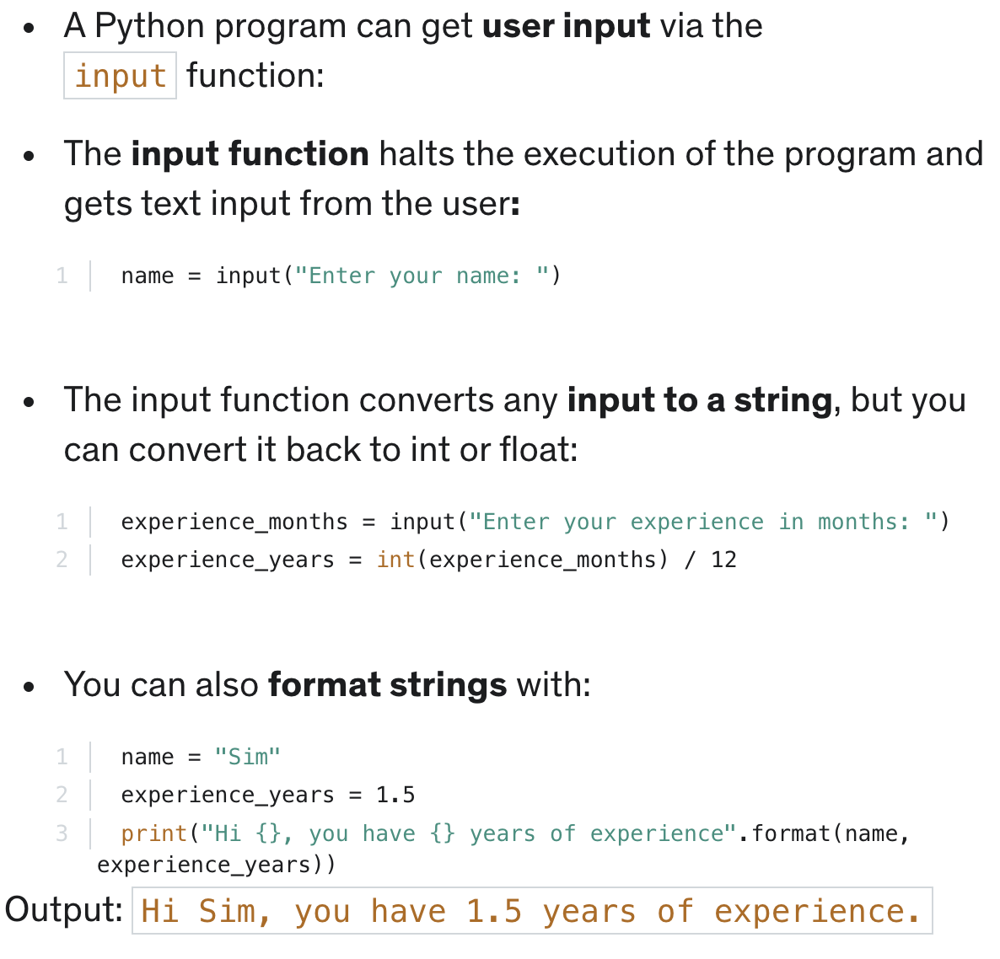 • A Python program can get user input via the
input function:
• The input function halts the execution of the program and
gets text input from the user:
1 name = input("Enter your name: ")
• The input function converts any input to a string, but you
can convert it back to int or float:
1 experience_months = input("Enter your experience in months: ")
2 experience_years = int(experience_months) / 12
• You can also format strings with:
1 name = "Sim"
2 experience_years = 1.5
3 print("Hi {}, you have {} years of experience".format(name,
experience_years))
Output: Hi Sim, you have 1.5 years of experience.